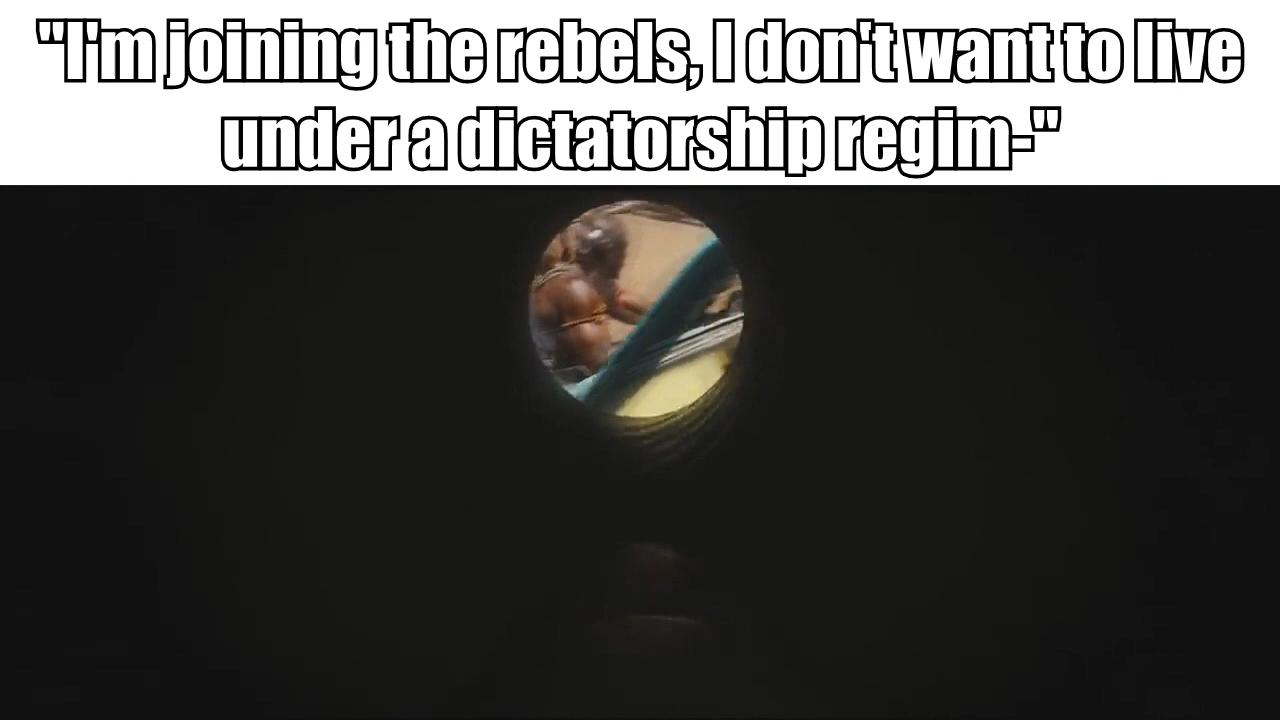 "I'm joining the rebels, I don't want to live
under a dictatorship regim-"